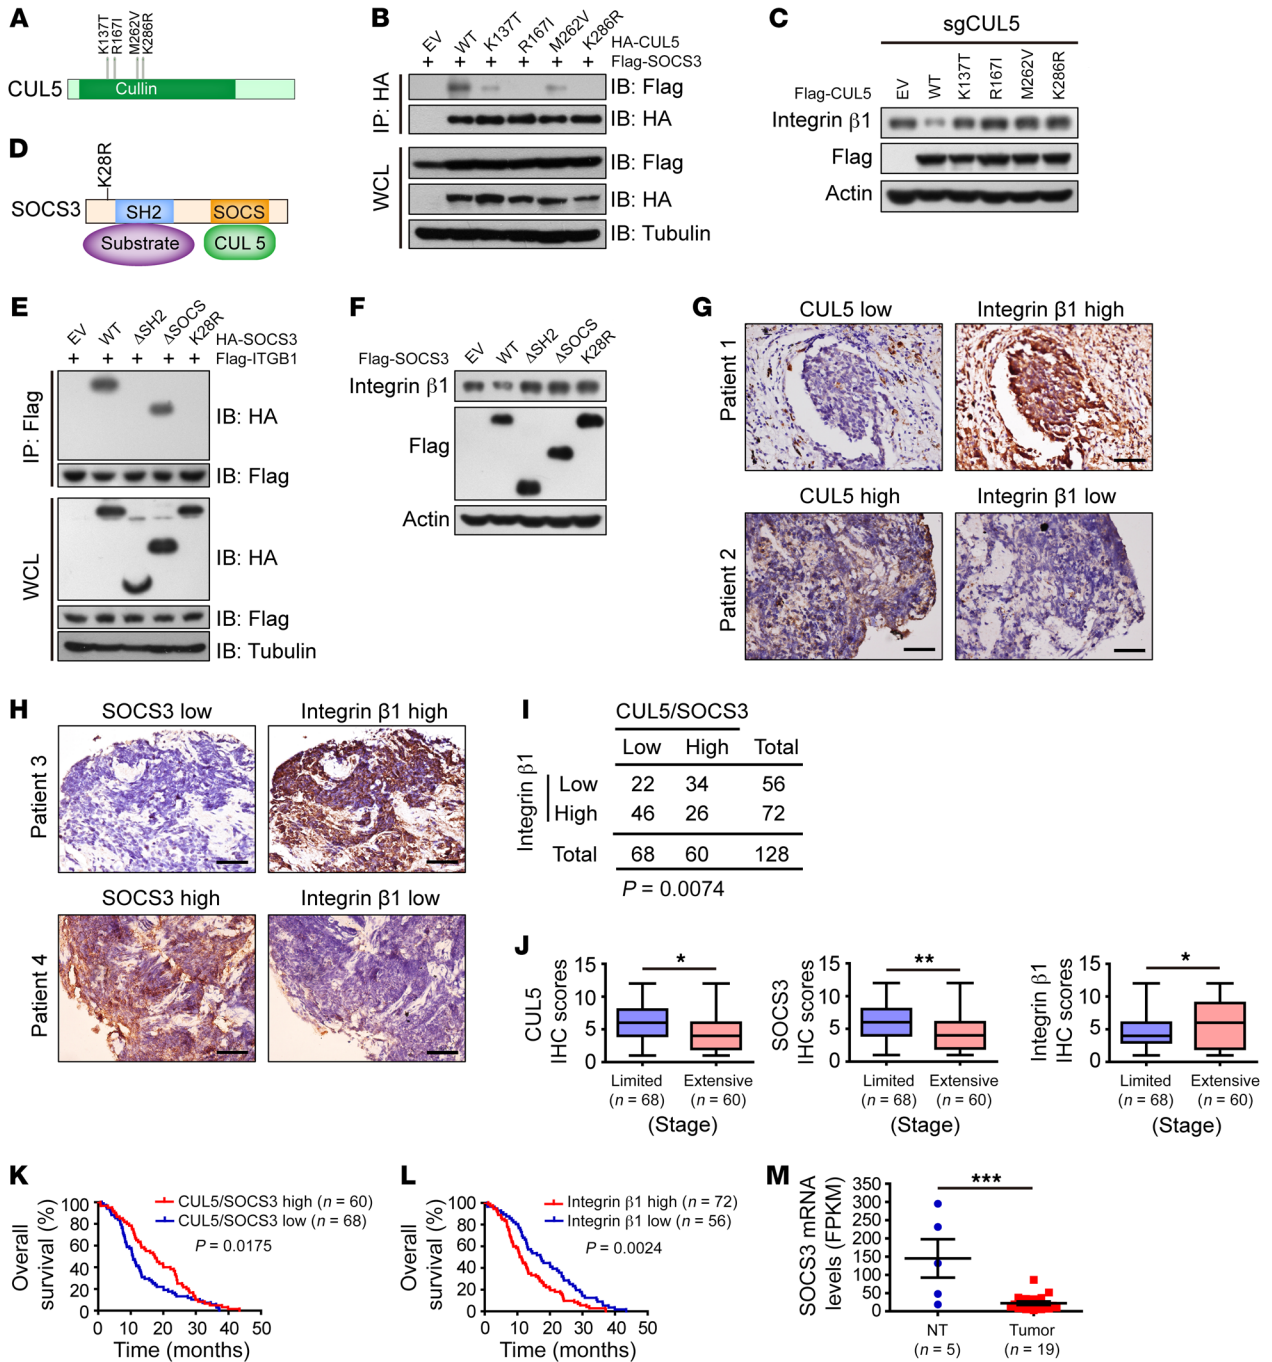 A
K137T
R167I
M262V
K286R
CUL5
Cullin
B
EV WT K137T R167I M262V K286R HA-CUL5
+ + + + + + Flag-SOCS3
IP: HA
IB: Flag
IB: HA
WCL
IB: Flag
IB: HA
IB: Tubulin
C
sgCUL5
Flag-CUL5 EV WT K137T R167I M262V K286R
Integrin β1
Flag
Actin
D
K28R
SOCS3 SH2 SOCS
Substrate CUL 5
E
EV WT ΔSH2 ΔSOCS K28R HA-SOCS3
+ + + + + Flag-ITGB1
IP: Flag
IB: HA
IB: Flag
WCL
IB: HA
IB: Flag
IB: Tubulin
F
Flag-SOCS3 EV WT ΔSH2 ΔSOCS K28R
Integrin β1
Flag
Actin
G
CUL5 low Integrin β1 high
Patient 1
CUL5 high Integrin β1 low
Patient 2
H
SOCS3 low Integrin β1 high
Patient 3
SOCS3 high Integrin β1 low
Patient 4
I
CUL5/SOCS3
Low High Total
Integrin β1
Low 22 34 56
High 46 26 72
Total 68 60 128
P = 0.0074
J
CUL5
IHC scores
15
10
5
0
*
Limited Extensive
(n = 68) (n = 60)
(Stage)
SOCS3
IHC scores
15
10
5
0
**
Limited Extensive
(n = 68) (n = 60)
(Stage)
Integrin β1
IHC scores
15
10
5
0
*
Limited Extensive
(n = 68) (n = 60)
(Stage)
K
Overall
survival (%)
100
80
60
40
20
0
CUL5/SOCS3 high (n = 60)
CUL5/SOCS3 low (n = 68)
P = 0.0175
0 10 20 30 40 50
Time (months)
L
Overall
survival (%)
100
80
60
40
20
0
Integrin β1 high (n = 72)
Integrin β1 low (n = 56)
P = 0.0024
0 10 20 30 40 50
Time (months)
M
SOCS3 mRNA
levels (FPKM)
350
300
250
200
150
100
50
0
***
NT Tumor
(n = 5) (n = 19)